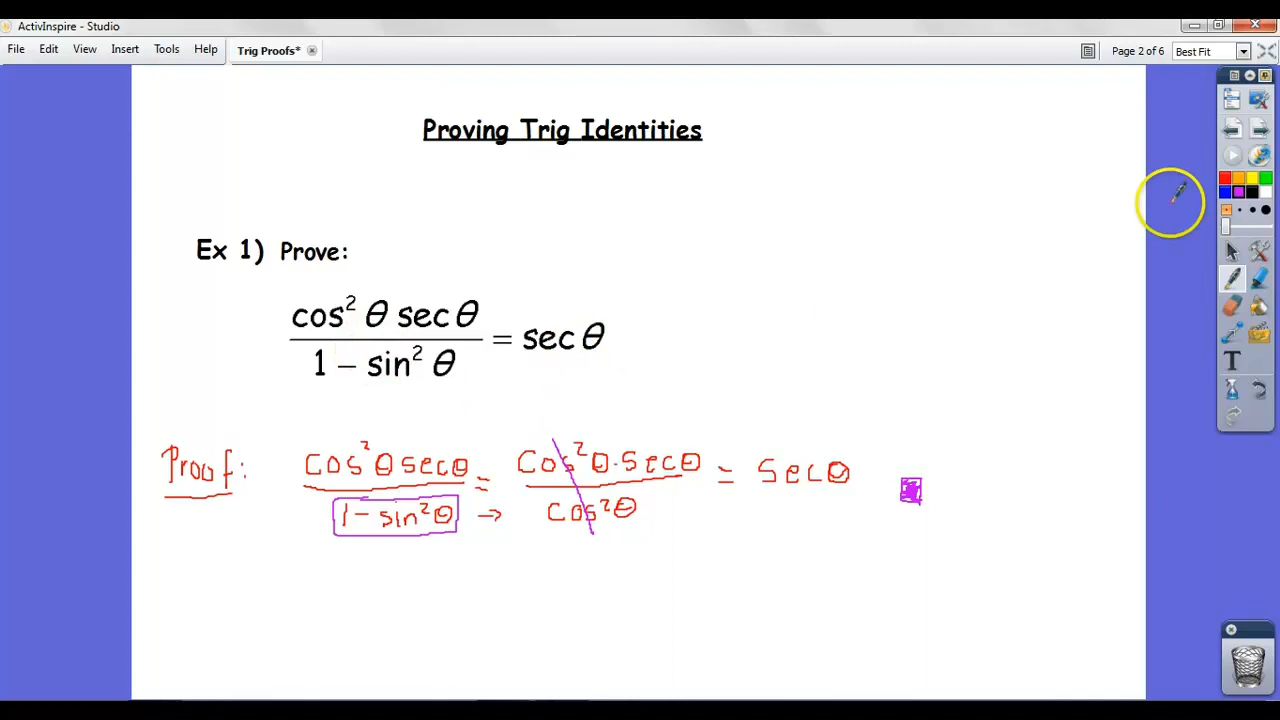 ActivInspire - Studio
File Edit View Insert Tools Help Trig Proofs* Page 2 of 6 Best Fit
Proving Trig Identities
Ex 1) Prove:
cos² θ sec θ
1 − sin² θ
= sec θ
Proof: cos²θ secθ = cos²θ · secθ = secθ
1 − sin²θ → cos²θ
T